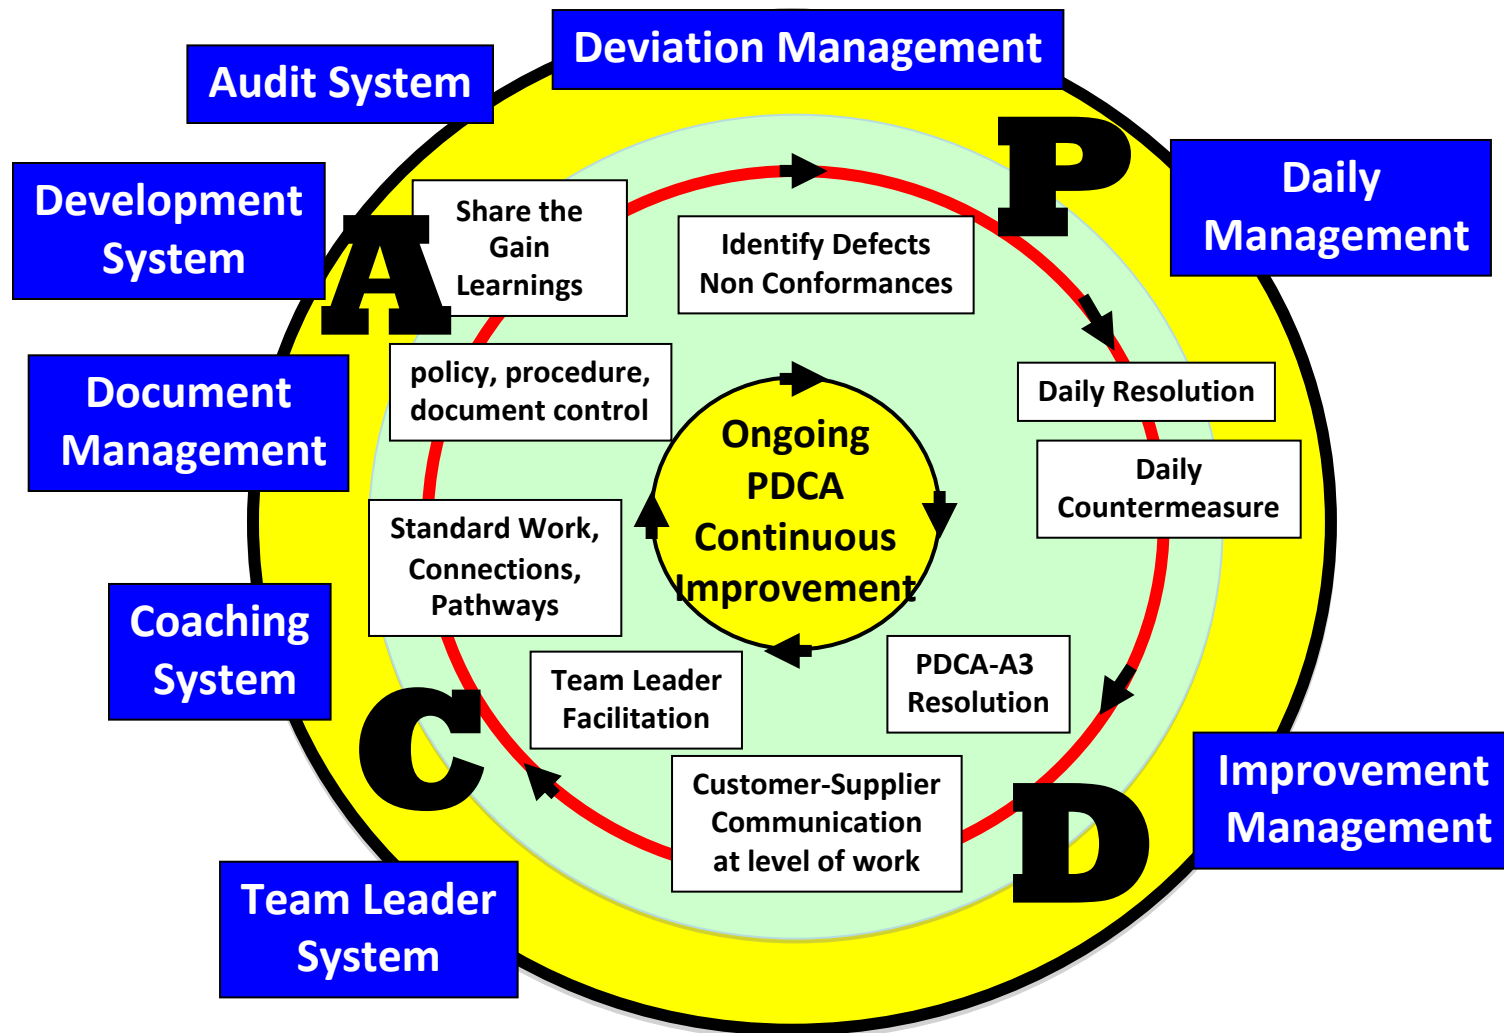 Deviation Management
Audit System
P
Daily
Management
Development
System
A
Share the
Gain
Learnings
Identify Defects
Non Conformances
policy, procedure,
document control
Daily Resolution
Document
Management
Ongoing
PDCA
Continuous
Improvement
Daily
Countermeasure
Standard Work,
Connections,
Pathways
Coaching
System
Team Leader
Facilitation
PDCA-A3
Resolution
C
Customer-Supplier
Communication
at level of work
D
Improvement
Management
Team Leader
System